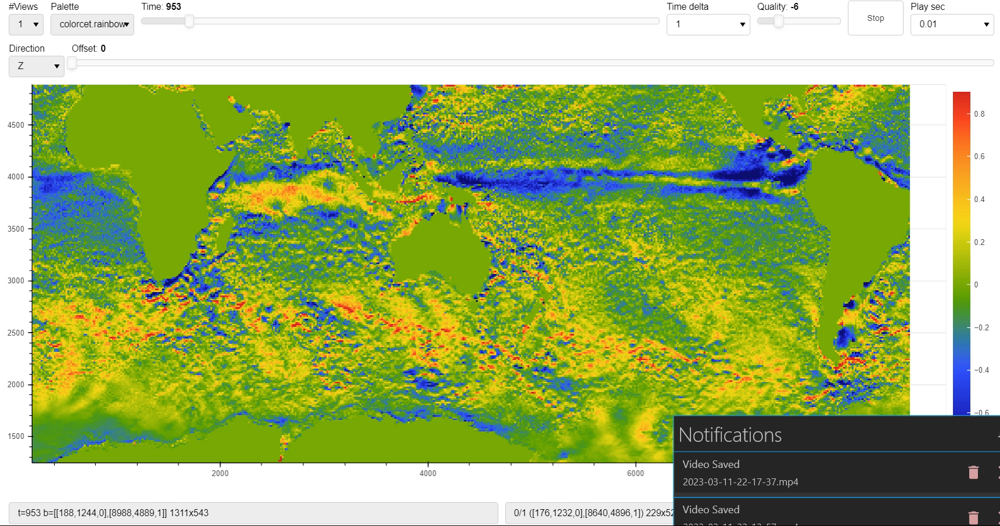 #Views Palette Time: 953 Time delta Quality: -6 Stop Play sec
1 colorcet.rainbow 1 0.01
Direction Offset: 0
Z
4500
4000
3500
3000
2500
2000
1500
2000 4000 6000
0.8
0.6
0.4
0.2
0
−0.2
−0.4
−0.6
Notifications
Video Saved
2023-03-11-22-17-37.mp4
Video Saved
t=953 b=[[188,1244,0],[8988,4889,1]] 1311x543
0/1 ([176,1232,0],[8640,4896,1]) 229x52